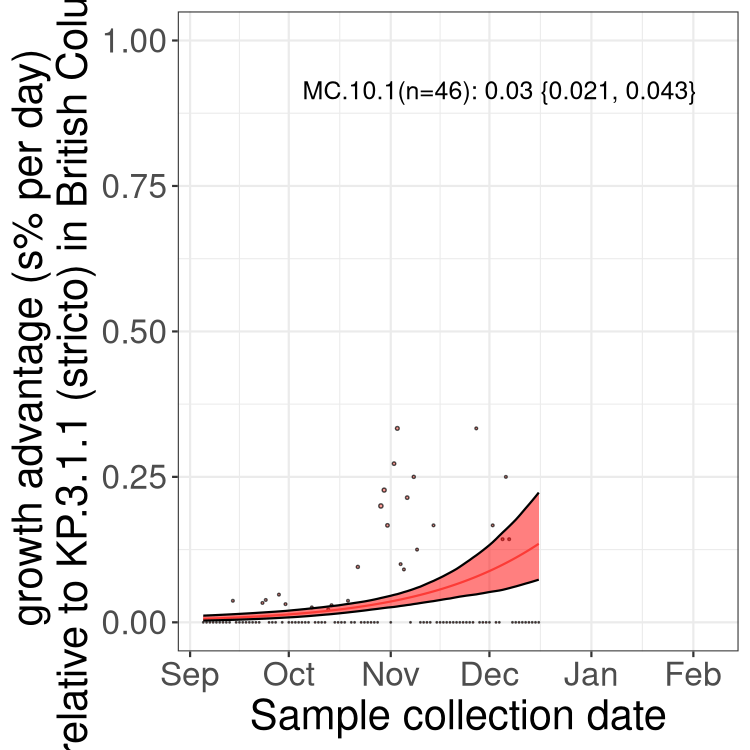 growth advantage (s% per day)
relative to KP.3.1.1 (stricto) in British Colu
1.00
0.75
0.50
0.25
0.00
MC.10.1(n=46): 0.03 {0.021, 0.043}
Sep Oct Nov Dec Jan Feb
Sample collection date